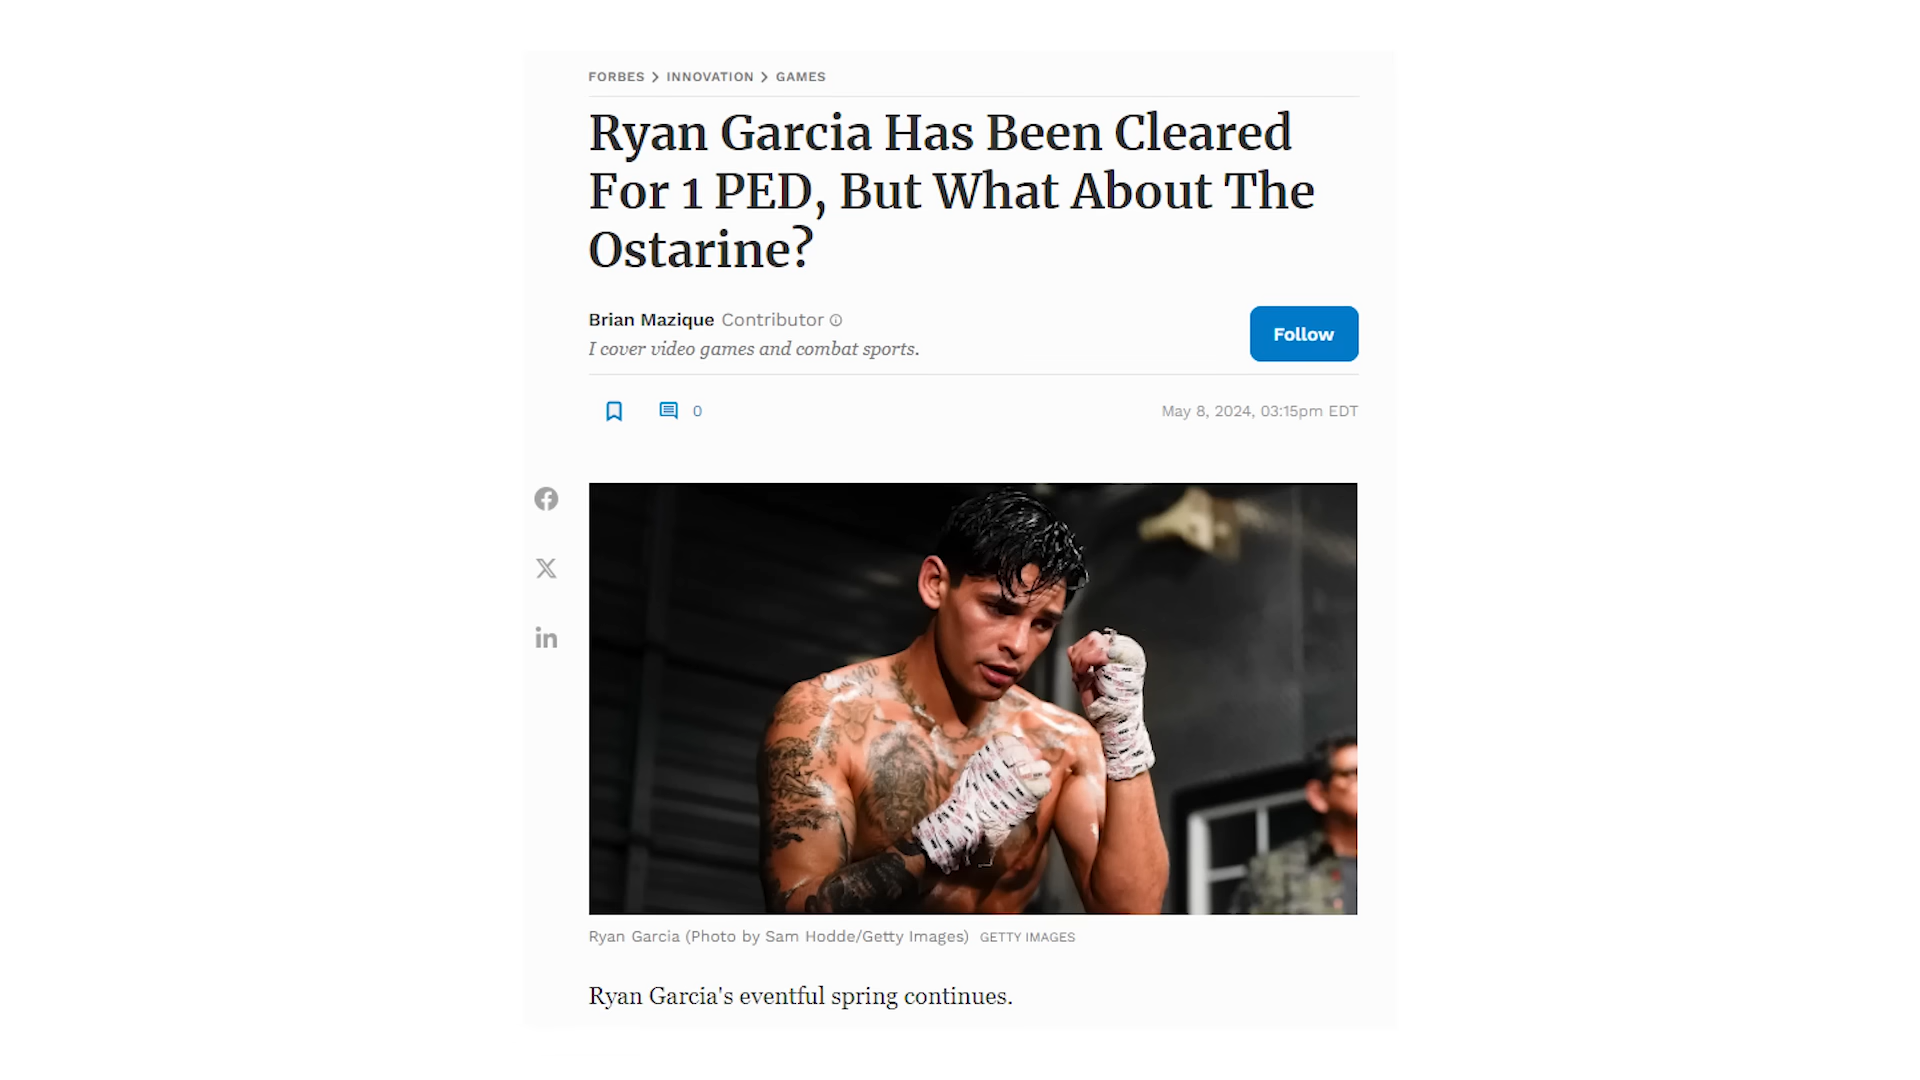 FORBES > INNOVATION > GAMES
Ryan Garcia Has Been Cleared
For 1 PED, But What About The
Ostarine?
Brian Mazique Contributor
I cover video games and combat sports.
Follow
0
May 8, 2024, 03:15pm EDT
Ryan Garcia (Photo by Sam Hodde/Getty Images) GETTY IMAGES
Ryan Garcia's eventful spring continues.